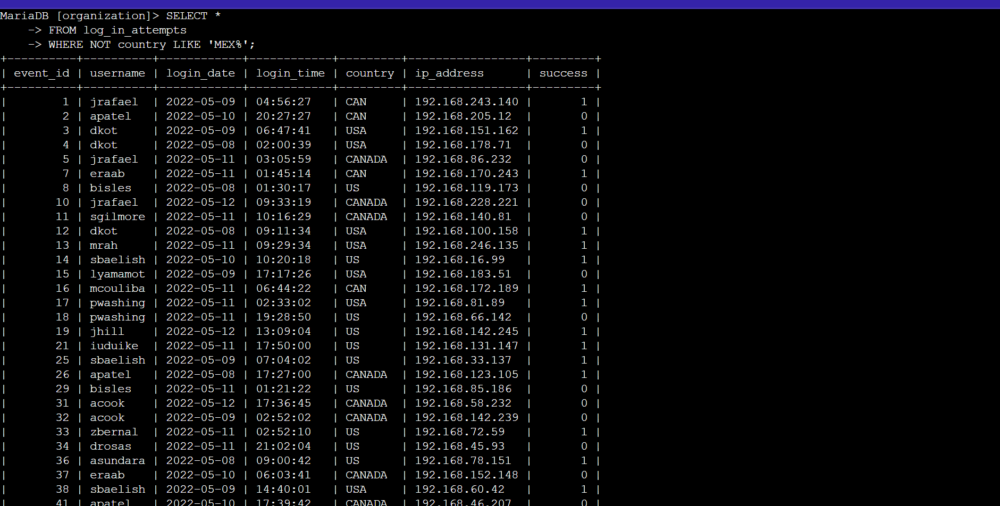 MariaDB [organization]> SELECT *
    -> FROM log_in_attempts
    -> WHERE NOT country LIKE 'MEX%';
+----------+----------+------------+------------+---------+-----------------+---------+
| event_id | username | login_date | login_time | country | ip_address      | success |
+----------+----------+------------+------------+---------+-----------------+---------+
|        1 | jrafael  | 2022-05-09 | 04:56:27   | CAN     | 192.168.243.140 |       1 |
|        2 | apatel   | 2022-05-10 | 20:27:27   | CAN     | 192.168.205.12  |       0 |
|        3 | dkot     | 2022-05-09 | 06:47:41   | USA     | 192.168.151.162 |       1 |
|        4 | dkot     | 2022-05-08 | 02:00:39   | USA     | 192.168.178.71  |       0 |
|        5 | jrafael  | 2022-05-11 | 03:05:59   | CANADA  | 192.168.86.232  |       0 |
|        7 | eraab    | 2022-05-11 | 01:45:14   | CAN     | 192.168.170.243 |       1 |
|        8 | bisles   | 2022-05-08 | 01:30:17   | US      | 192.168.119.173 |       0 |
|       10 | jrafael  | 2022-05-12 | 09:33:19   | CANADA  | 192.168.228.221 |       0 |
|       11 | sgilmore | 2022-05-11 | 10:16:29   | CANADA  | 192.168.140.81  |       0 |
|       12 | dkot     | 2022-05-08 | 09:11:34   | USA     | 192.168.100.158 |       1 |
|       13 | mrah     | 2022-05-11 | 09:29:34   | USA     | 192.168.246.135 |       1 |
|       14 | sbaelish | 2022-05-10 | 10:20:18   | US      | 192.168.16.99   |       1 |
|       15 | lyamamot | 2022-05-09 | 17:17:26   | USA     | 192.168.183.51  |       0 |
|       16 | mcouliba | 2022-05-11 | 06:44:22   | CAN     | 192.168.172.189 |       1 |
|       17 | pwashing | 2022-05-11 | 02:33:02   | USA     | 192.168.81.89   |       1 |
|       18 | pwashing | 2022-05-11 | 19:28:50   | US      | 192.168.66.142  |       0 |
|       19 | jhill    | 2022-05-12 | 13:09:04   | US      | 192.168.142.245 |       1 |
|       21 | iuduike  | 2022-05-11 | 17:50:00   | US      | 192.168.131.147 |       1 |
|       25 | sbaelish | 2022-05-09 | 07:04:02   | US      | 192.168.33.137  |       1 |
|       26 | apatel   | 2022-05-08 | 17:27:00   | CANADA  | 192.168.123.105 |       1 |
|       29 | bisles   | 2022-05-11 | 01:21:22   | US      | 192.168.85.186  |       0 |
|       31 | acook    | 2022-05-12 | 17:36:45   | CANADA  | 192.168.58.232  |       0 |
|       32 | acook    | 2022-05-09 | 02:52:02   | CANADA  | 192.168.142.239 |       0 |
|       33 | zbernal  | 2022-05-11 | 02:52:10   | US      | 192.168.72.59   |       1 |
|       34 | drosas   | 2022-05-11 | 21:02:04   | US      | 192.168.45.93   |       0 |
|       36 | asundara | 2022-05-08 | 09:00:42   | US      | 192.168.78.151  |       1 |
|       37 | eraab    | 2022-05-10 | 06:03:41   | CANADA  | 192.168.152.148 |       0 |
|       38 | sbaelish | 2022-05-09 | 14:40:01   | USA     | 192.168.60.42   |       1 |
|       41 | apatel   | 2022-05-10 | 17:39:42   | CANADA  | 192.168.46.207  |       0 |